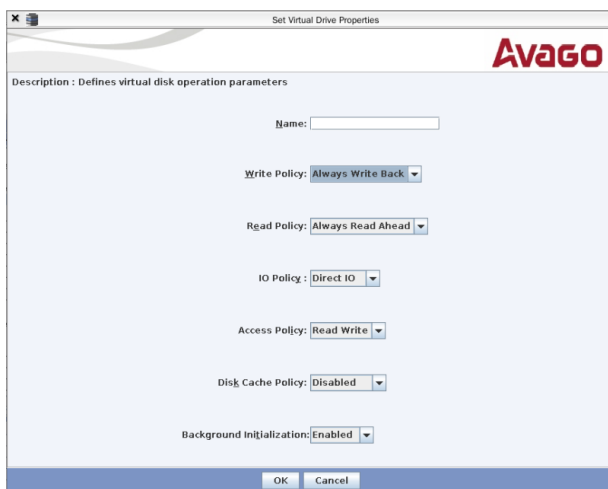 Set Virtual Drive Properties
AVAGO
Description : Defines virtual disk operation parameters
Name:
Write Policy: Always Write Back
Read Policy: Always Read Ahead
IO Policy : Direct IO
Access Policy: Read Write
Disk Cache Policy: Disabled
Background Initialization: Enabled
OK Cancel